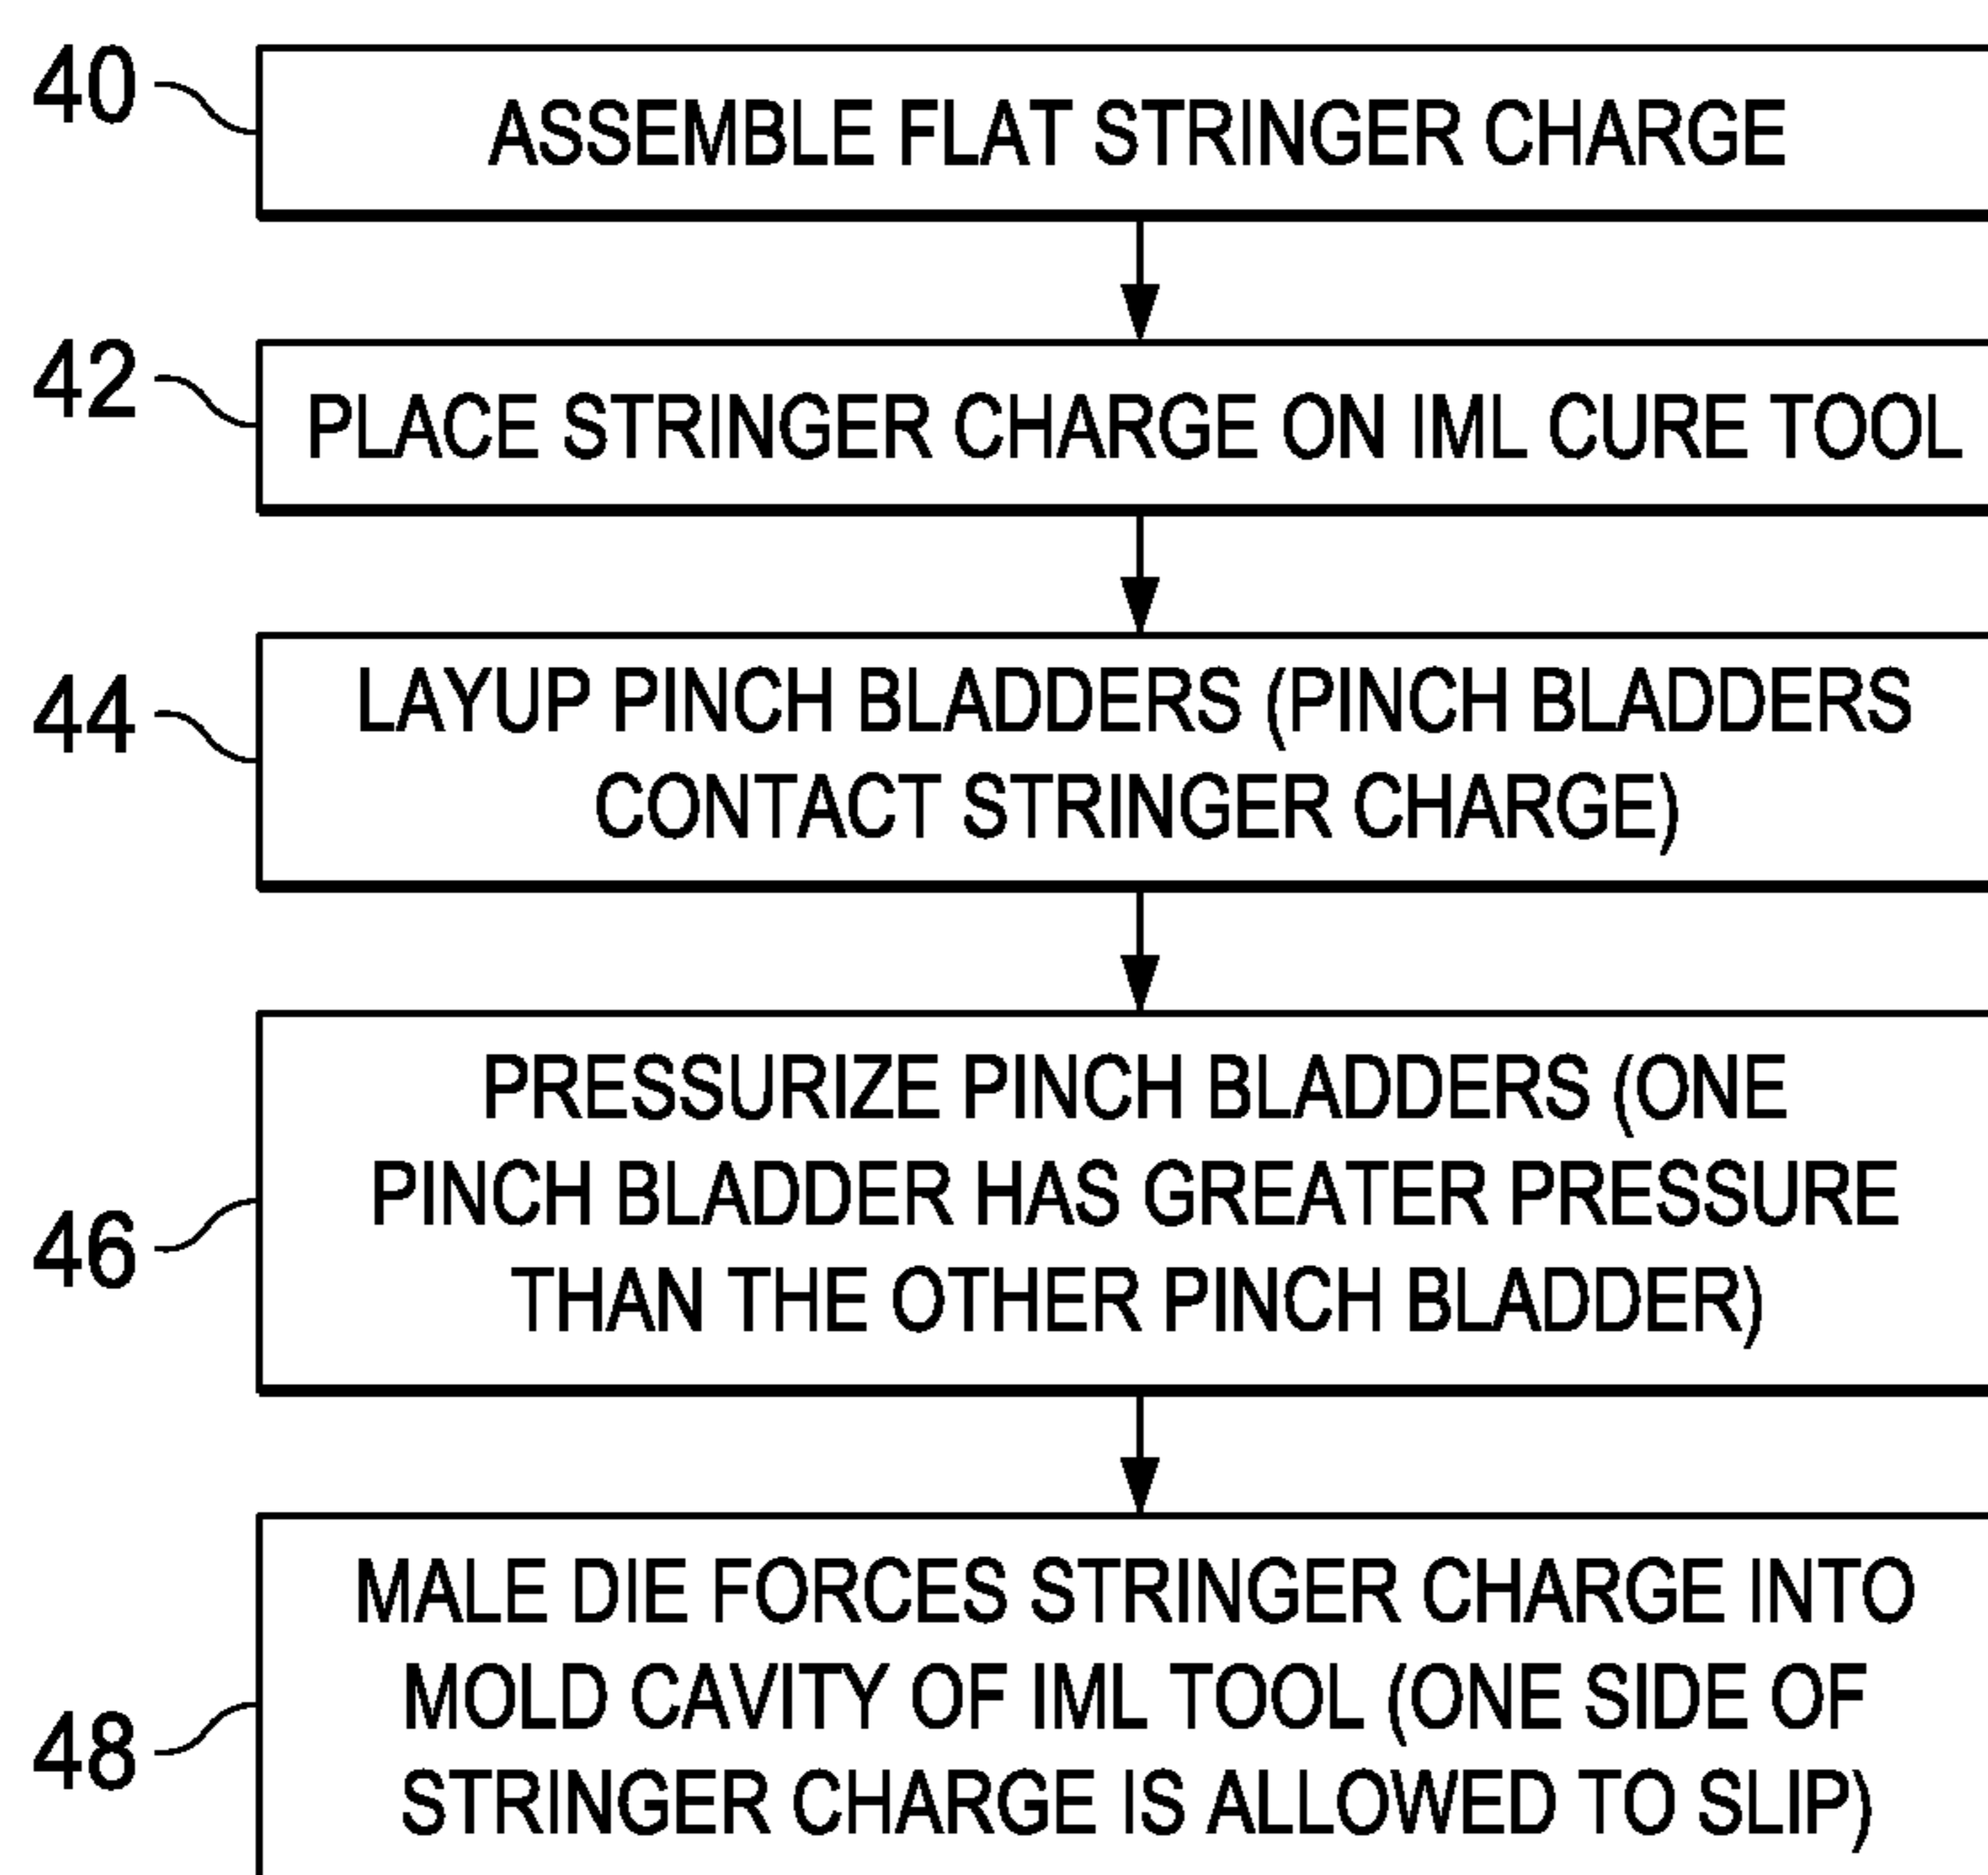 40
ASSEMBLE FLAT STRINGER CHARGE
42
PLACE STRINGER CHARGE ON IML CURE TOOL
44
LAYUP PINCH BLADDERS (PINCH BLADDERS
CONTACT STRINGER CHARGE)
46
PRESSURIZE PINCH BLADDERS (ONE
PINCH BLADDER HAS GREATER PRESSURE
THAN THE OTHER PINCH BLADDER)
48
MALE DIE FORCES STRINGER CHARGE INTO
MOLD CAVITY OF IML TOOL (ONE SIDE OF
STRINGER CHARGE IS ALLOWED TO SLIP)